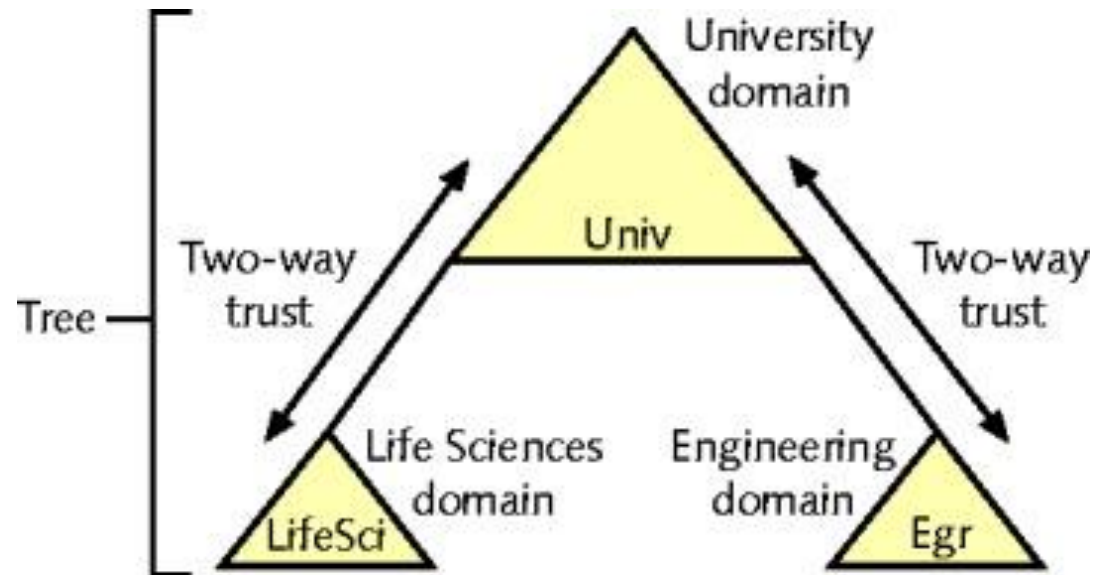 University
domain
Univ
Two-way
trust
Two-way
trust
Tree
Life Sciences
domain
Engineering
domain
LifeSci
Egr